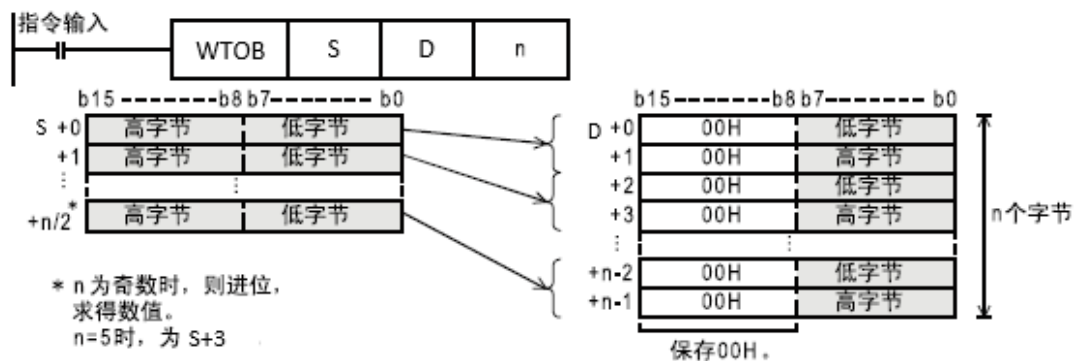 指令输入
WTOB S D n
b15 b8 b7 b0
S +0 高字节 低字节
+1 高字节 低字节
⋮ ⋮
+n/2* 高字节 低字节
* n 为奇数时，则进位，
求得数值。
n=5时，为 S+3
b15 b8 b7 b0
D +0 00H 低字节
+1 00H 高字节
+2 00H 低字节
+3 00H 高字节
⋮ ⋮
+n-2 00H 低字节
+n-1 00H 高字节
n个字节
保存00H。